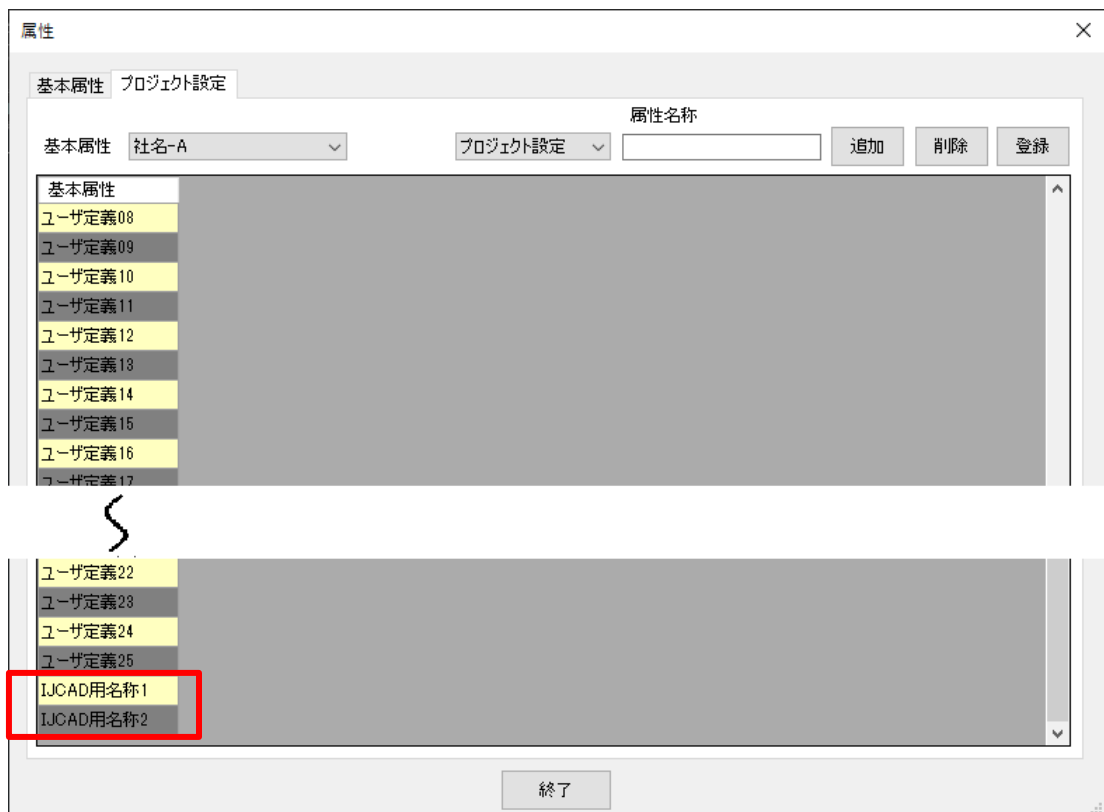 属性
基本属性 プロジェクト設定
属性名称
基本属性 社名-A プロジェクト設定 追加 削除 登録
基本属性
ユーザ定義08
ユーザ定義09
ユーザ定義10
ユーザ定義11
ユーザ定義12
ユーザ定義13
ユーザ定義14
ユーザ定義15
ユーザ定義16
ユーザ定義17
ユーザ定義22
ユーザ定義23
ユーザ定義24
ユーザ定義25
IJCAD用名称1
IJCAD用名称2
終了